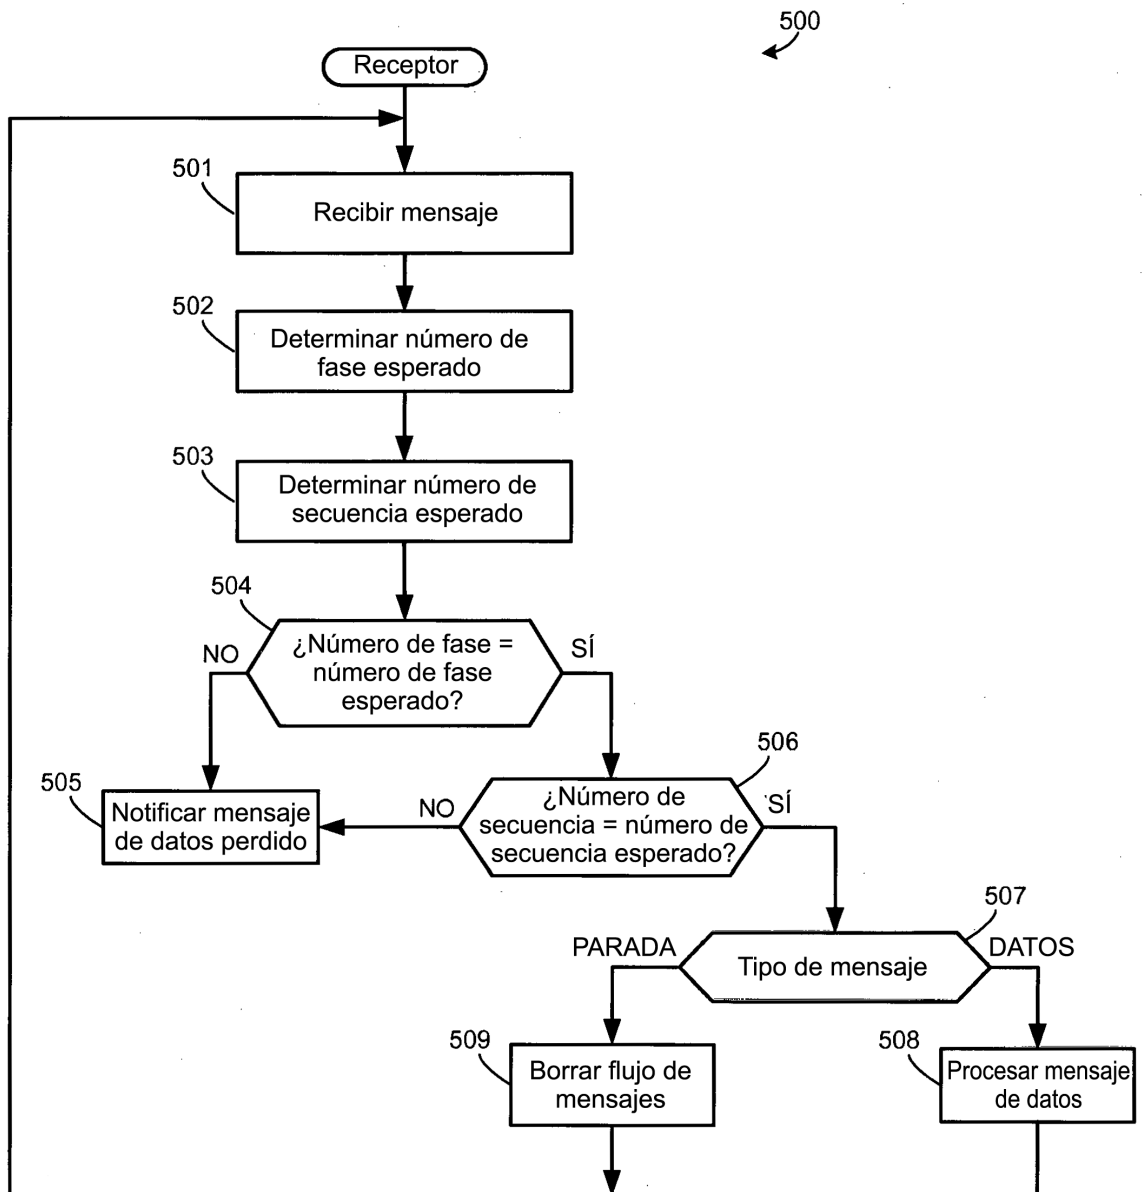 500
Receptor
501
Recibir mensaje
502
Determinar número de
fase esperado
503
Determinar número de
secuencia esperado
504
NO
¿Número de fase =
número de fase
esperado?
SÍ
505
Notificar mensaje
de datos perdido
NO
506
¿Número de
secuencia = número de
secuencia esperado?
SÍ
507
PARADA
Tipo de mensaje
DATOS
509
Borrar flujo de
mensajes
508
Procesar mensaje
de datos